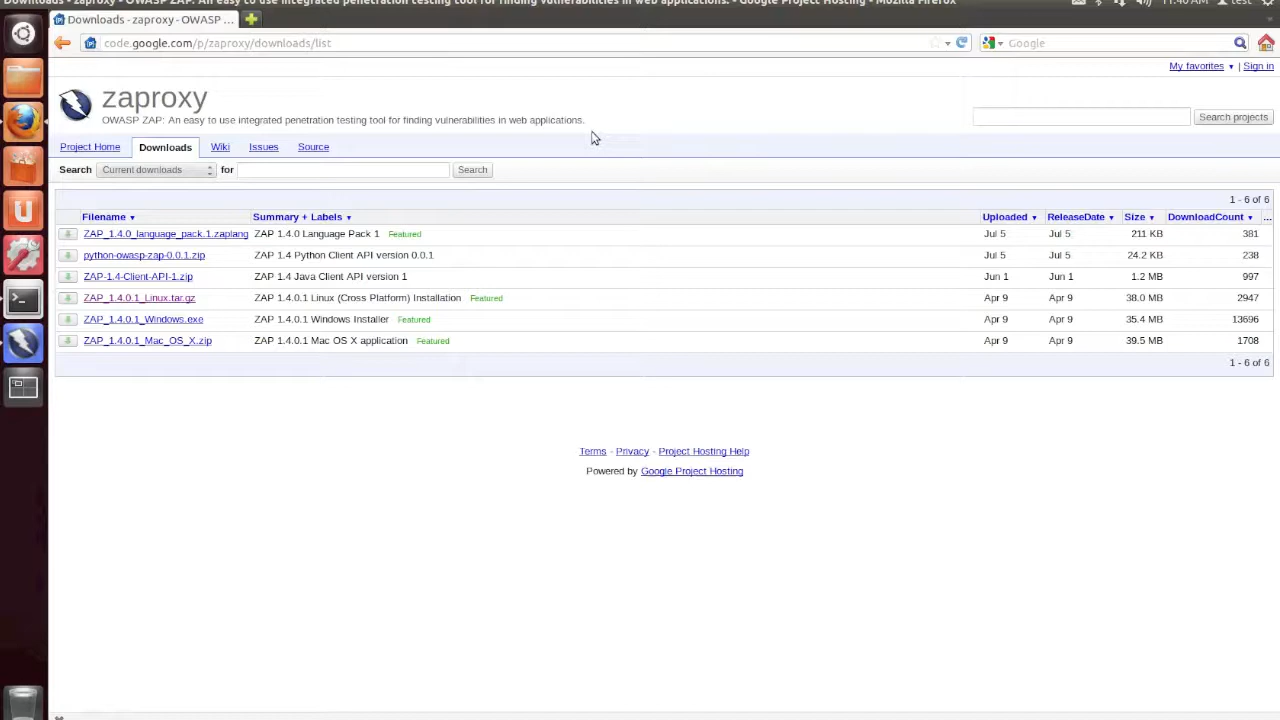 Downloads - zaproxy - OWASP ZAP: An easy to use integrated penetration testing tool for finding vulnerabilities in web applications. - Google Project Hosting - Mozilla Firefox 11:40 AM test
Downloads - zaproxy - OWASP ...
code.google.com/p/zaproxy/downloads/list Google
My favorites ▼ | Sign in
zaproxy
OWASP ZAP: An easy to use integrated penetration testing tool for finding vulnerabilities in web applications.
Search projects
Project Home Downloads Wiki Issues Source
Search Current downloads for Search
1 - 6 of 6
Filename ▼ Summary + Labels ▼ Uploaded ▼ ReleaseDate ▼ Size ▼ DownloadCount ▼ ...
ZAP_1.4.0_language_pack.1.zaplang ZAP 1.4.0 Language Pack 1 Featured Jul 5 Jul 5 211 KB 381
python-owasp-zap-0.0.1.zip ZAP 1.4 Python Client API version 0.0.1 Jul 5 Jul 5 24.2 KB 238
ZAP-1.4-Client-API-1.zip ZAP 1.4 Java Client API version 1 Jun 1 Jun 1 1.2 MB 997
ZAP_1.4.0.1_Linux.tar.gz ZAP 1.4.0.1 Linux (Cross Platform) Installation Featured Apr 9 Apr 9 38.0 MB 2947
ZAP_1.4.0.1_Windows.exe ZAP 1.4.0.1 Windows Installer Featured Apr 9 Apr 9 35.4 MB 13696
ZAP_1.4.0.1_Mac_OS_X.zip ZAP 1.4.0.1 Mac OS X application Featured Apr 9 Apr 9 39.5 MB 1708
1 - 6 of 6
Terms - Privacy - Project Hosting Help
Powered by Google Project Hosting